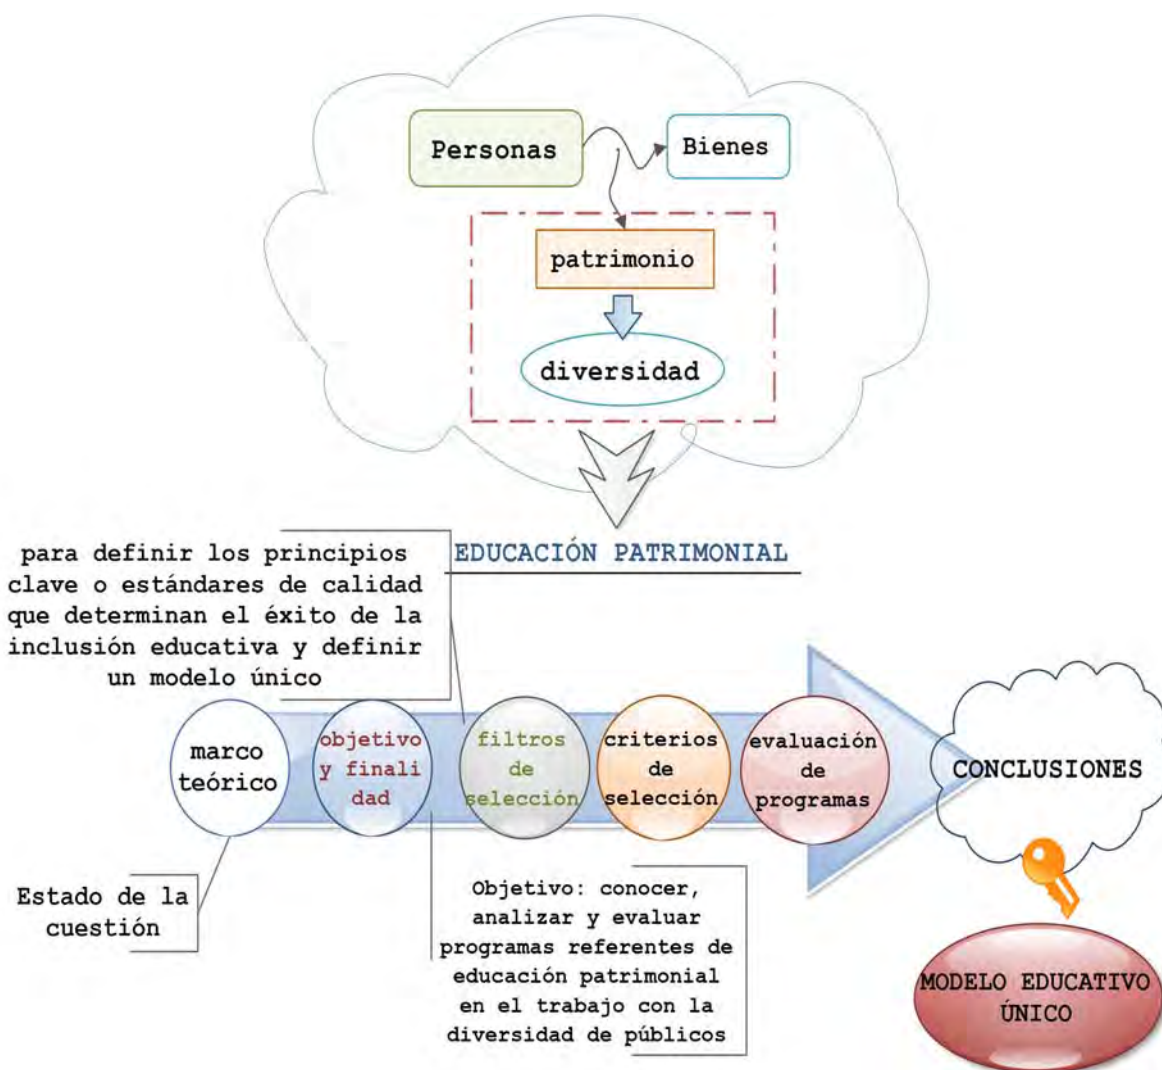 Personas
Bienes
patrimonio
diversidad
EDUCACIÓN PATRIMONIAL
para definir los principios
clave o estándares de calidad
que determinan el éxito de la
inclusión educativa y definir
un modelo único
marco
teórico
objetivo
y finali
dad
filtros
de
selección
criterios
de
selección
evaluación
de
programas
CONCLUSIONES
Estado de la
cuestión
Objetivo: conocer,
analizar y evaluar
programas referentes de
educación patrimonial
en el trabajo con la
diversidad de públicos
MODELO EDUCATIVO
ÚNICO